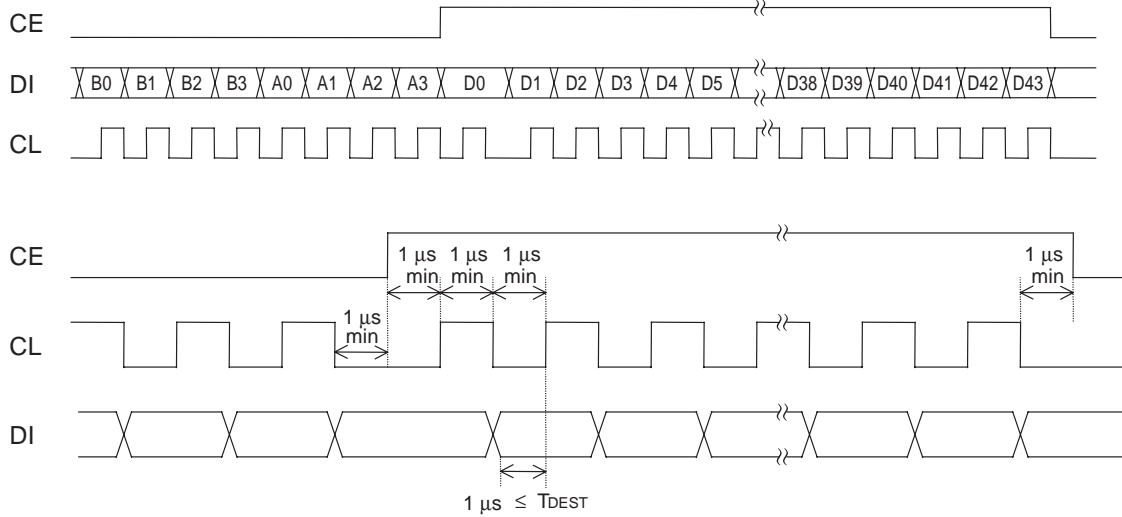 CE
DI B0 B1 B2 B3 A0 A1 A2 A3 D0 D1 D2 D3 D4 D5 D38 D39 D40 D41 D42 D43
CL
CE
1 μs min
1 μs min
1 μs min
1 μs min
CL
1 μs min
DI
1 μs ≤ TDEST